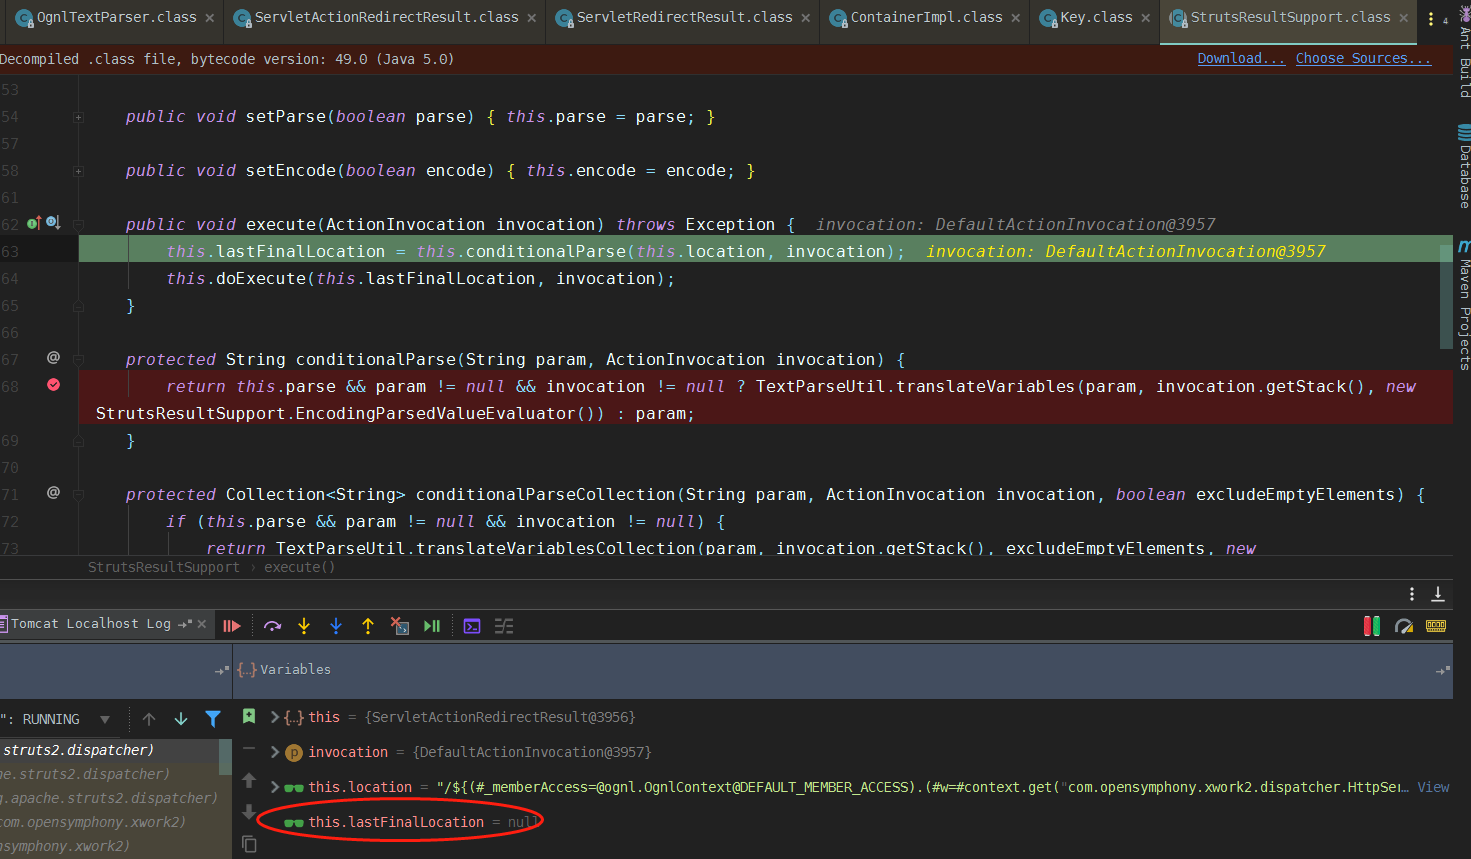 OgnlTextParser.class × ServletActionRedirectResult.class × ServletRedirectResult.class × ContainerImpl.class × Key.class × StrutsResultSupport.class × 4
Decompiled .class file, bytecode version: 49.0 (Java 5.0) Download... Choose Sources...
53
54 public void setParse(boolean parse) { this.parse = parse; }
57
58 public void setEncode(boolean encode) { this.encode = encode; }
61
62 public void execute(ActionInvocation invocation) throws Exception { invocation: DefaultActionInvocation@3957
63 this.lastFinalLocation = this.conditionalParse(this.location, invocation); invocation: DefaultActionInvocation@3957
64 this.doExecute(this.lastFinalLocation, invocation);
65 }
66
67 @ protected String conditionalParse(String param, ActionInvocation invocation) {
68 return this.parse && param != null && invocation != null ? TextParseUtil.translateVariables(param, invocation.getStack(), new
StrutsResultSupport.EncodingParsedValueEvaluator()) : param;
69 }
70
71 @ protected Collection<String> conditionalParseCollection(String param, ActionInvocation invocation, boolean excludeEmptyElements) {
72 if (this.parse && param != null && invocation != null) {
73 return TextParseUtil.translateVariablesCollection(param, invocation.getStack(), excludeEmptyElements, new
StrutsResultSupport › execute()
Ant Build
Database
Maven Projects
Tomcat Localhost Log ×
{...} Variables
": RUNNING
struts2.dispatcher)
he.struts2.dispatcher)
g.apache.struts2.dispatcher)
com.opensymphony.xwork2)
nsymphony.xwork2)
{...} this = {ServletActionRedirectResult@3956}
p invocation = {DefaultActionInvocation@3957}
this.location = "/${(#_memberAccess=@ognl.OgnlContext@DEFAULT_MEMBER_ACCESS).(#w=#context.get("com.opensymphony.xwork2.dispatcher.HttpSer... View
this.lastFinalLocation = null